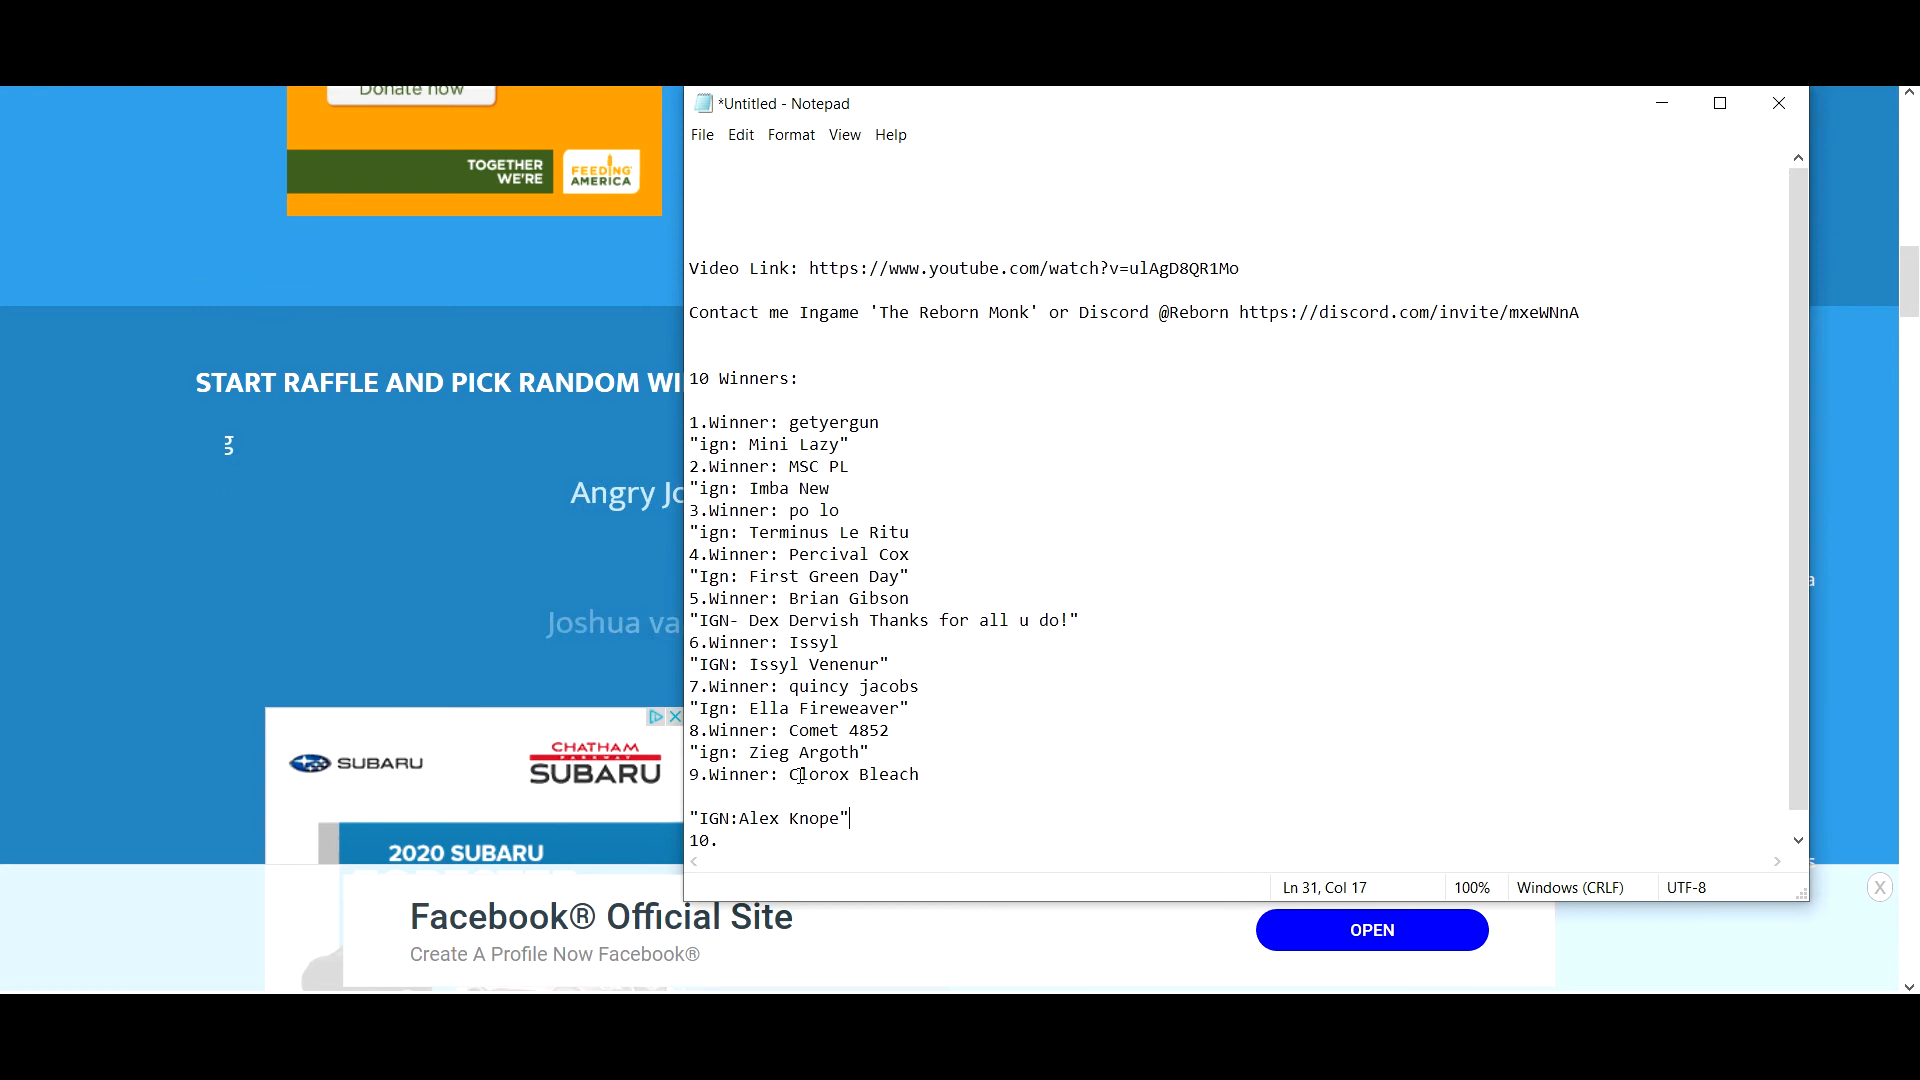 Donate now
TOGETHER
WE'RE
FEEDING
AMERICA
START RAFFLE AND PICK RANDOM
Angry
Joshua
SUBARU
CHATHAM
PARKWAY
SUBARU
2020 SUBARU
*Untitled - Notepad
File Edit Format View Help
Video Link: https://www.youtube.com/watch?v=ulAgD8QR1Mo
Contact me Ingame 'The Reborn Monk' or Discord @Reborn https://discord.com/invite/mxeWNnA
10 Winners:
1.Winner: getyergun
"ign: Mini Lazy"
2.Winner: MSC PL
"ign: Imba New
3.Winner: po lo
"ign: Terminus Le Ritu
4.Winner: Percival Cox
"Ign: First Green Day"
5.Winner: Brian Gibson
"IGN- Dex Dervish Thanks for all u do!"
6.Winner: Issyl
"IGN: Issyl Venenur"
7.Winner: quincy jacobs
"Ign: Ella Fireweaver"
8.Winner: Comet 4852
"ign: Zieg Argoth"
9.Winner: Clorox Bleach
"IGN:Alex Knope"
10.
Ln 31, Col 17 100% Windows (CRLF) UTF-8
Facebook® Official Site
Create A Profile Now Facebook®
OPEN
X